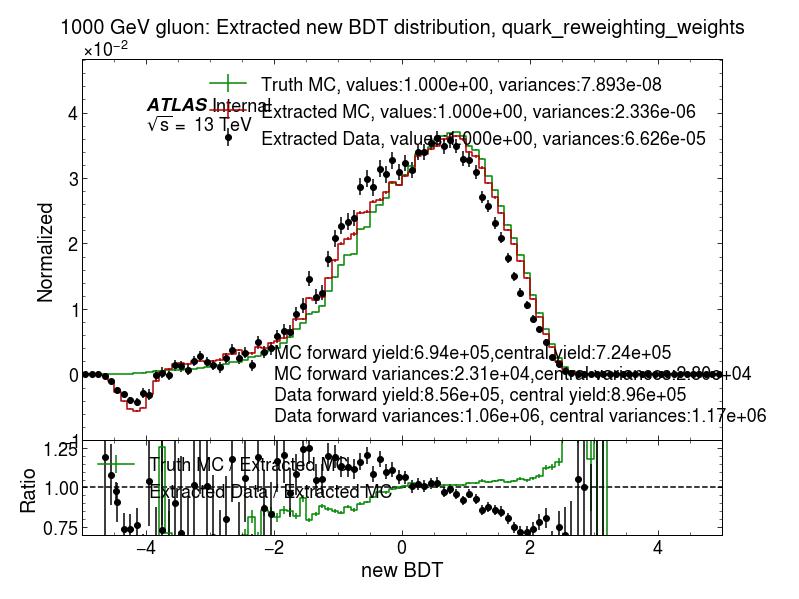 1000 GeV gluon: Extracted new BDT distribution, quark_reweighting_weights
×10⁻²
Truth MC, values:1.000e+00, variances:7.893e-08
ATLAS Internal
Extracted MC, values:1.000e+00, variances:2.336e-06
√s = 13 TeV
Extracted Data, values:1.000e+00, variances:6.626e-05
4
3
2
1
0
Normalized
MC forward yield:6.94e+05,central yield:7.24e+05
MC forward variances:2.31e+04,central variances:2.80e+04
Data forward yield:8.56e+05, central yield:8.96e+05
Data forward variances:1.06e+06, central variances:1.17e+06
1.25
1.00
0.75
Ratio
Truth MC / Extracted MC
Extracted Data / Extracted MC
−4 −2 0 2 4
new BDT